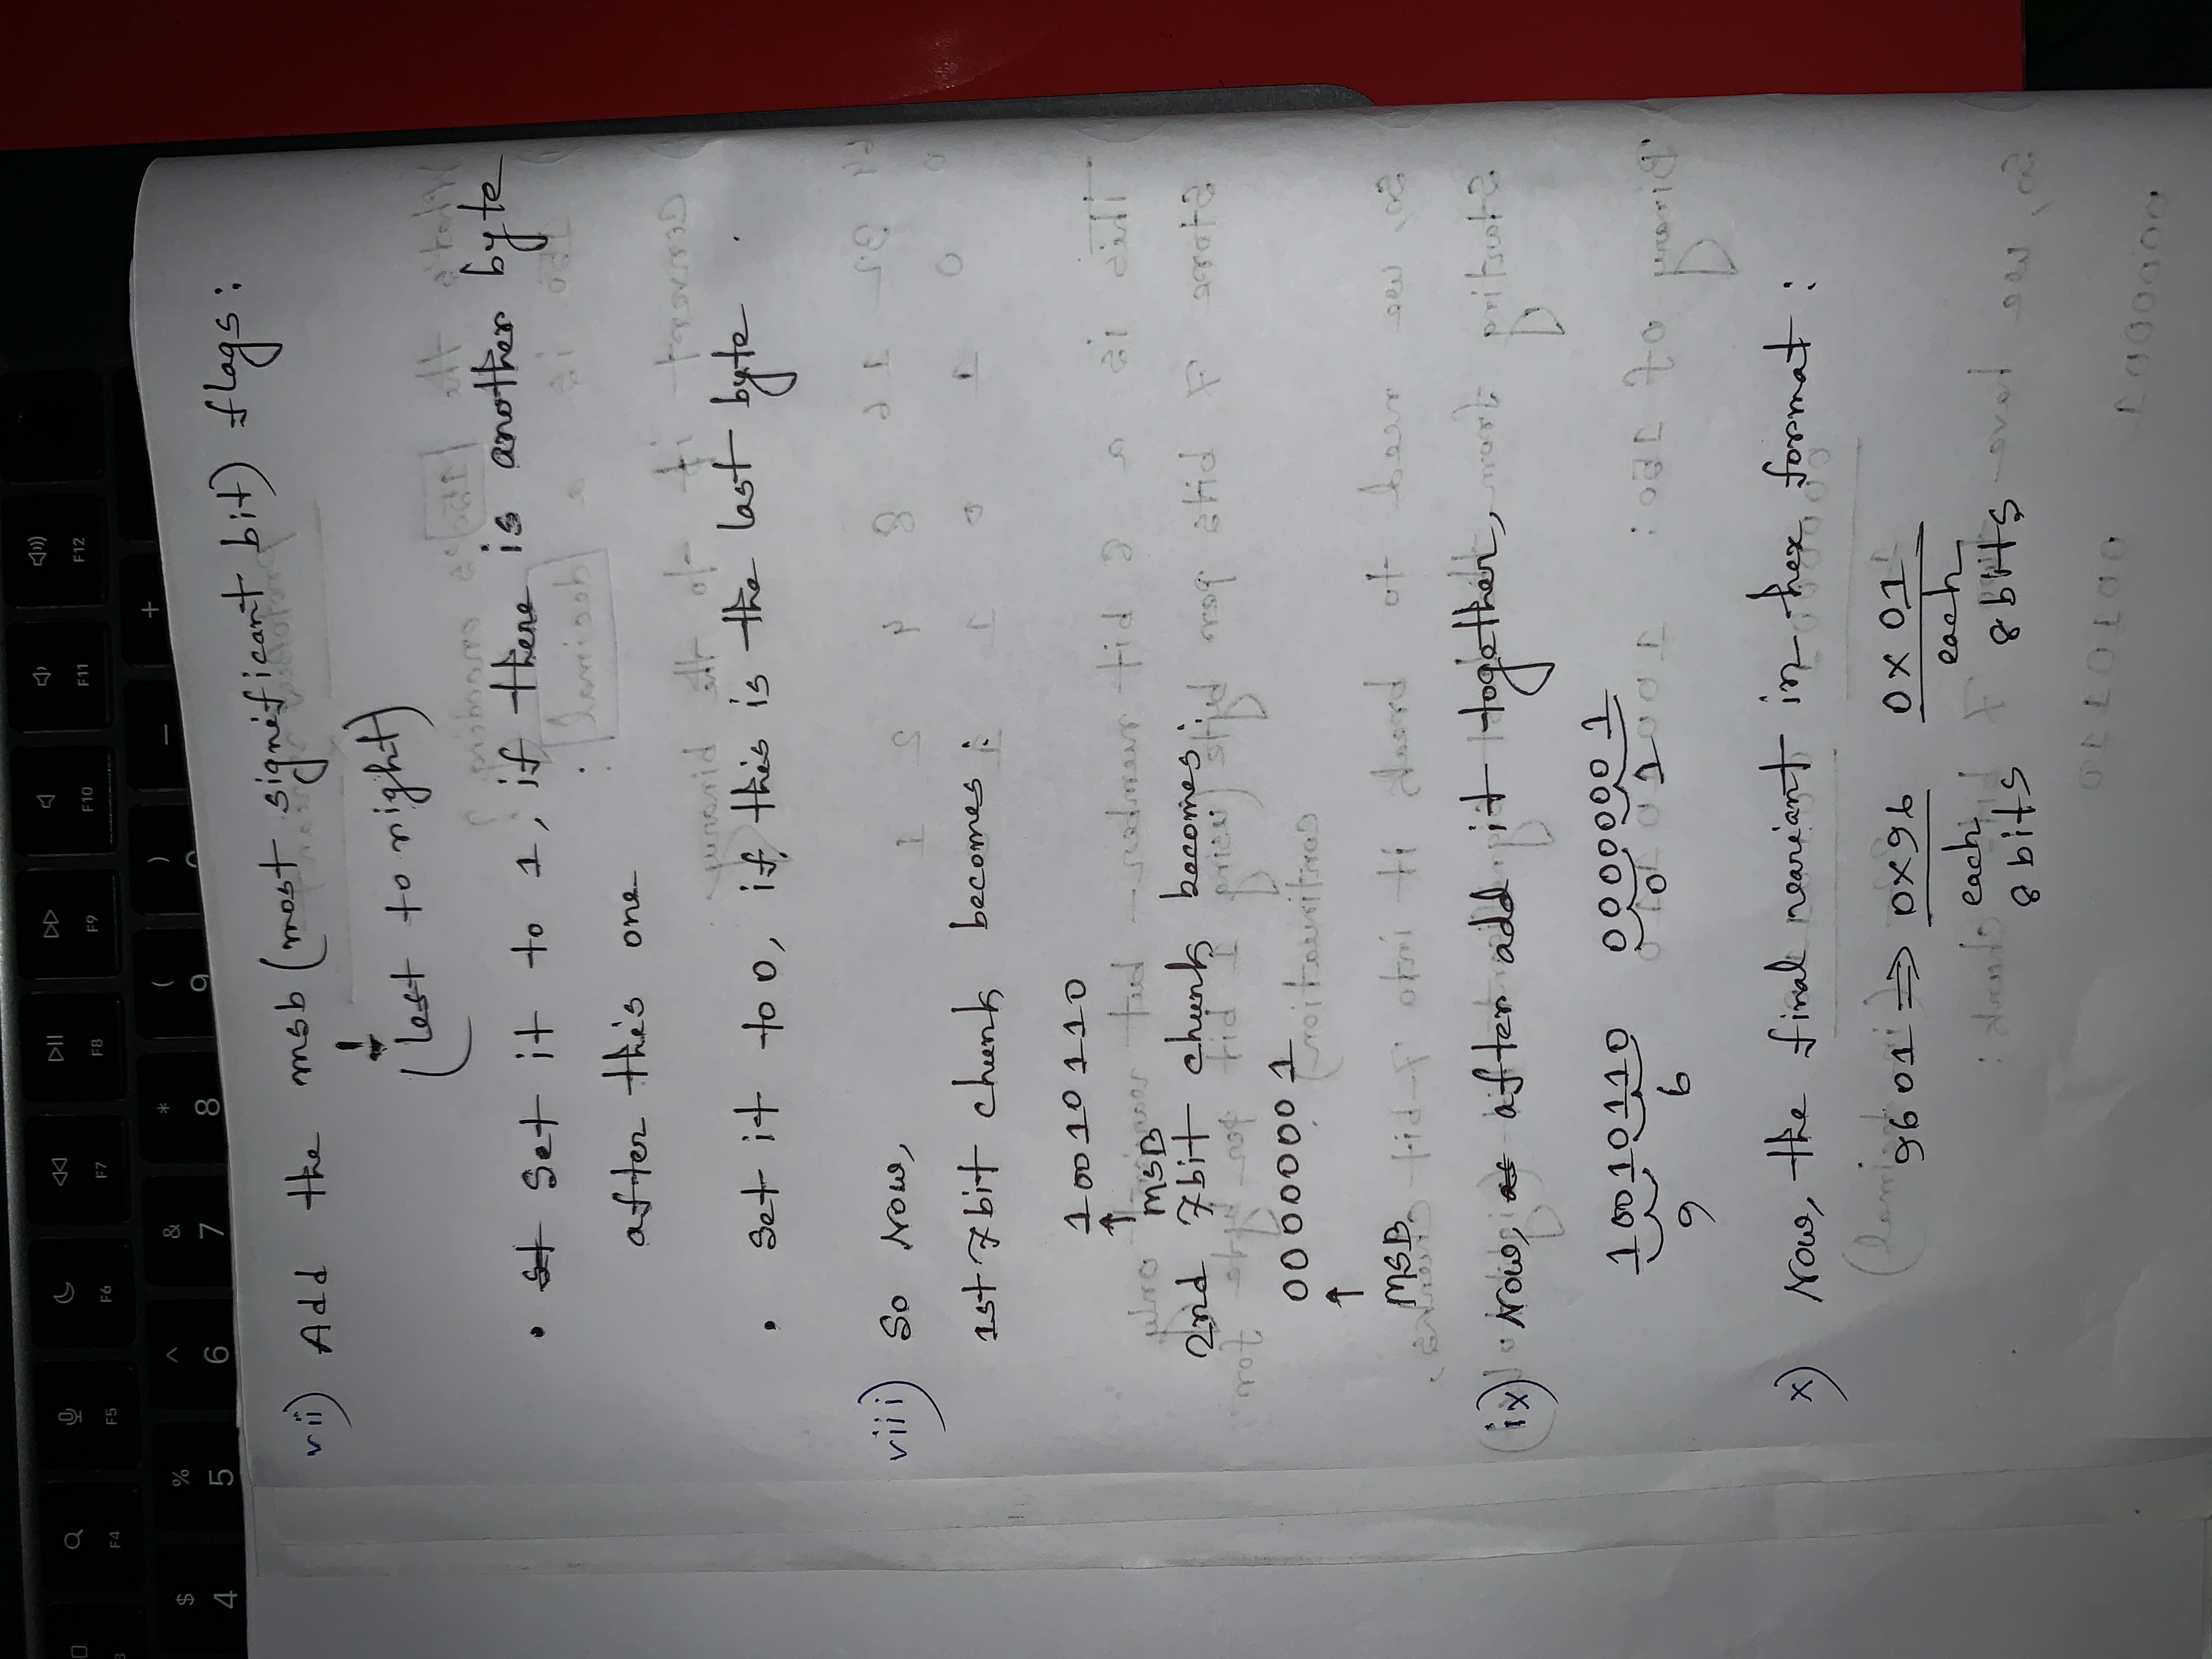 F4 F5 F6 F7 F8 F9 F10 F11 F12
$ % ^ & * ( ) _ +
4 5 6 7 8 9
vii) Add the msb (most significant bit) flags:
(left to right)
• st Set it to 1, if there is another byte
after this one
• set it to 0, if this is the last byte
viii) So Now,
1st 7bit chunk becomes:
10010110
↑
MSB
2nd 7bit chunk becomes:
00000001
↑
MSB
ix) Now, as after add it together,
10010110 00000001
9 6 0 1
x) Now, the final variant in hex format:
9601 ⇒ 0x96 0x01
each each
8 bits 8 bits